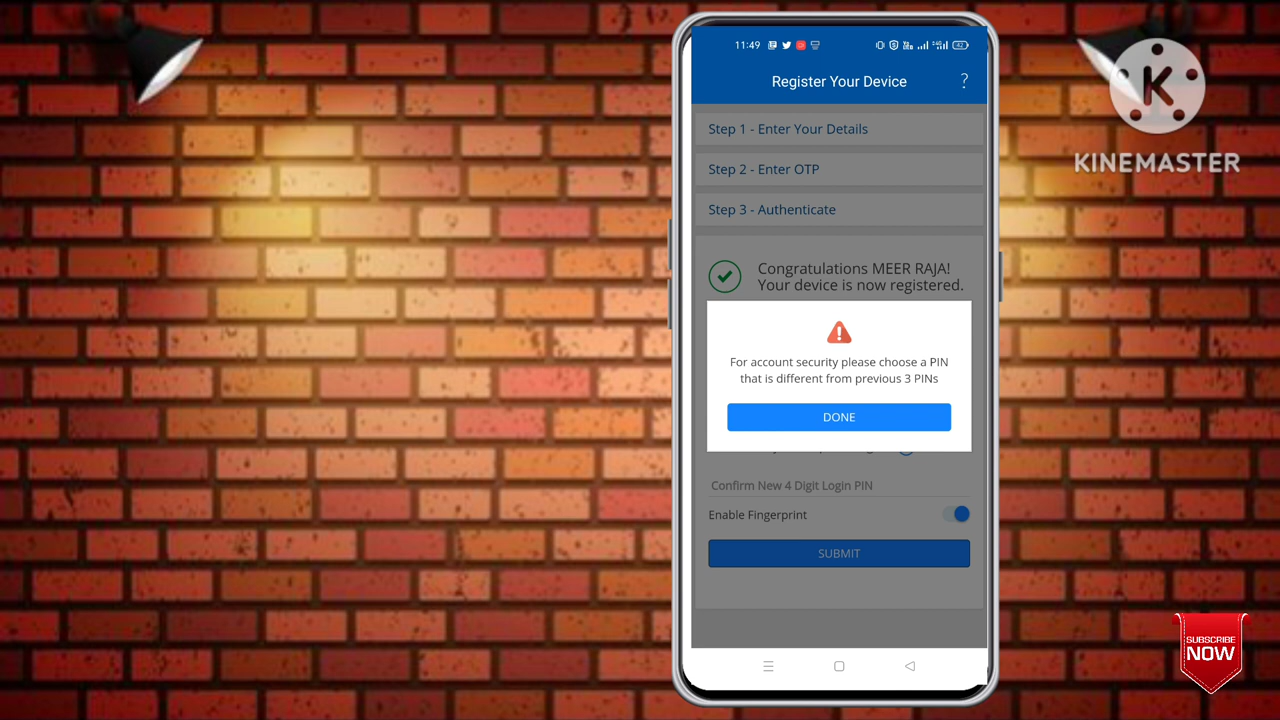 11:49
Register Your Device ?
Step 1 - Enter Your Details
Step 2 - Enter OTP
Step 3 - Authenticate
Congratulations MEER RAJA!
Your device is now registered.
For account security please choose a PIN
that is different from previous 3 PINs
DONE
Confirm New 4 Digit Login PIN
Enable Fingerprint
SUBMIT
K
KINEMASTER
SUBSCRIBE
NOW